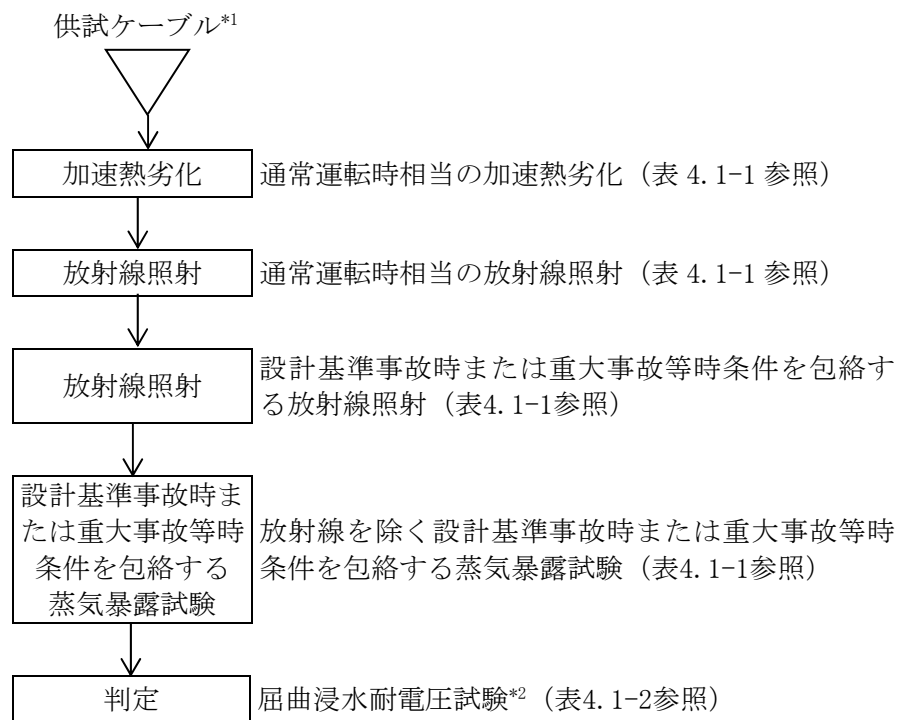 供試ケーブル*1
加速熱劣化
通常運転時相当の加速熱劣化（表 4.1-1 参照）
放射線照射
通常運転時相当の放射線照射（表 4.1-1 参照）
放射線照射
設計基準事故時または重大事故等時条件を包絡す
る放射線照射（表4.1-1参照）
設計基準事故時ま
たは重大事故等時
条件を包絡する
蒸気暴露試験
放射線を除く設計基準事故時または重大事故等時
条件を包絡する蒸気暴露試験（表4.1-1参照）
判定
屈曲浸水耐電圧試験*2（表4.1-2参照）